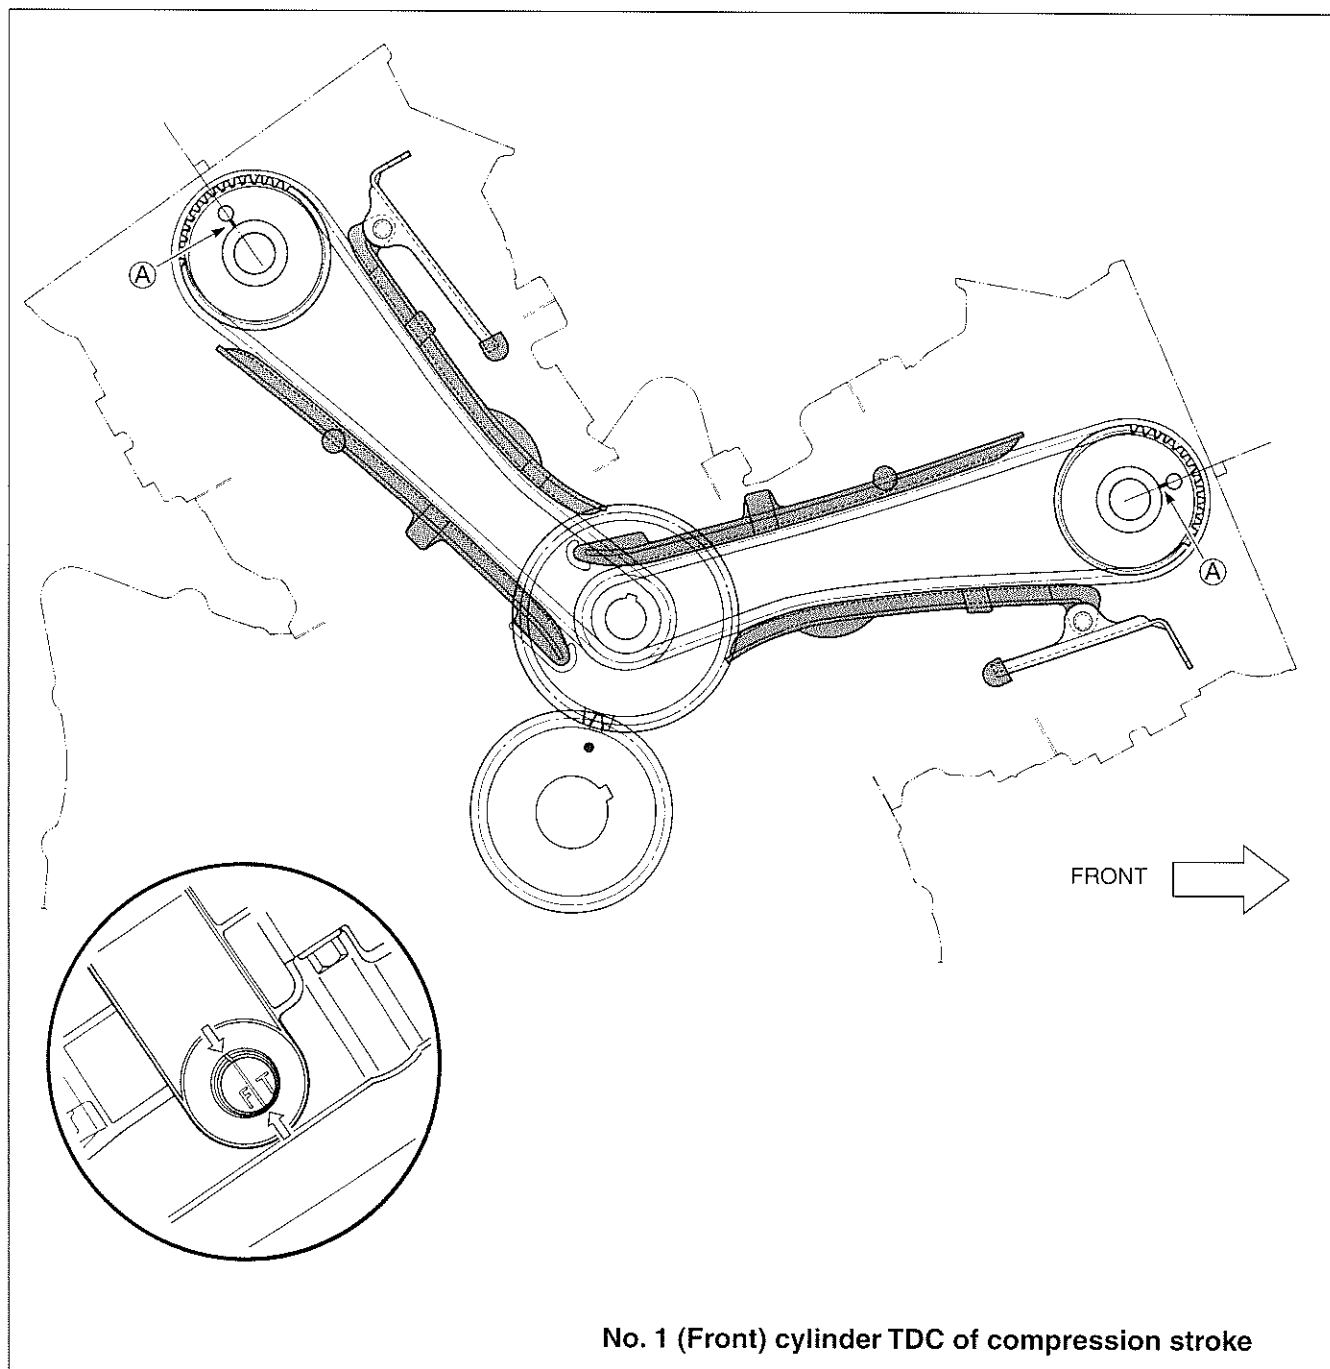 Ⓐ
Ⓐ
FRONT
F T
No. 1 (Front) cylinder TDC of compression stroke